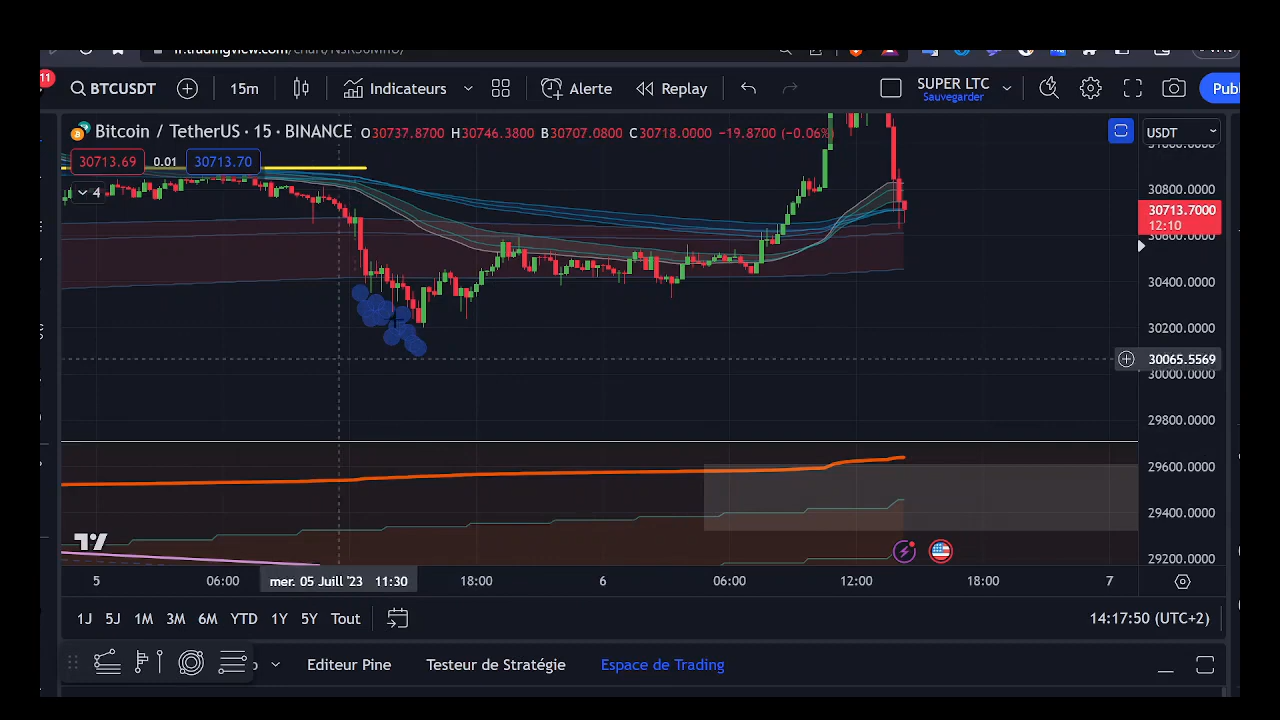 11
BTCUSDT 15m Indicateurs Alerte Replay SUPER LTC Sauvegarder
Bitcoin / TetherUS · 15 · BINANCE O30737.8700 H30746.3800 B30707.0800 C30718.0000 −19.8700 (−0.06%) USDT
30713.69 0.01 30713.70
4
30800.0000
30713.7000
12:10
30600.0000
30400.0000
30200.0000
30065.5569
30000.0000
29800.0000
29600.0000
29400.0000
29200.0000
5 06:00 mer. 05 Juill '23 11:30 18:00 6 06:00 12:00 18:00 7
1J 5J 1M 3M 6M YTD 1Y 5Y Tout 14:17:50 (UTC+2)
Editeur Pine Testeur de Stratégie Espace de Trading